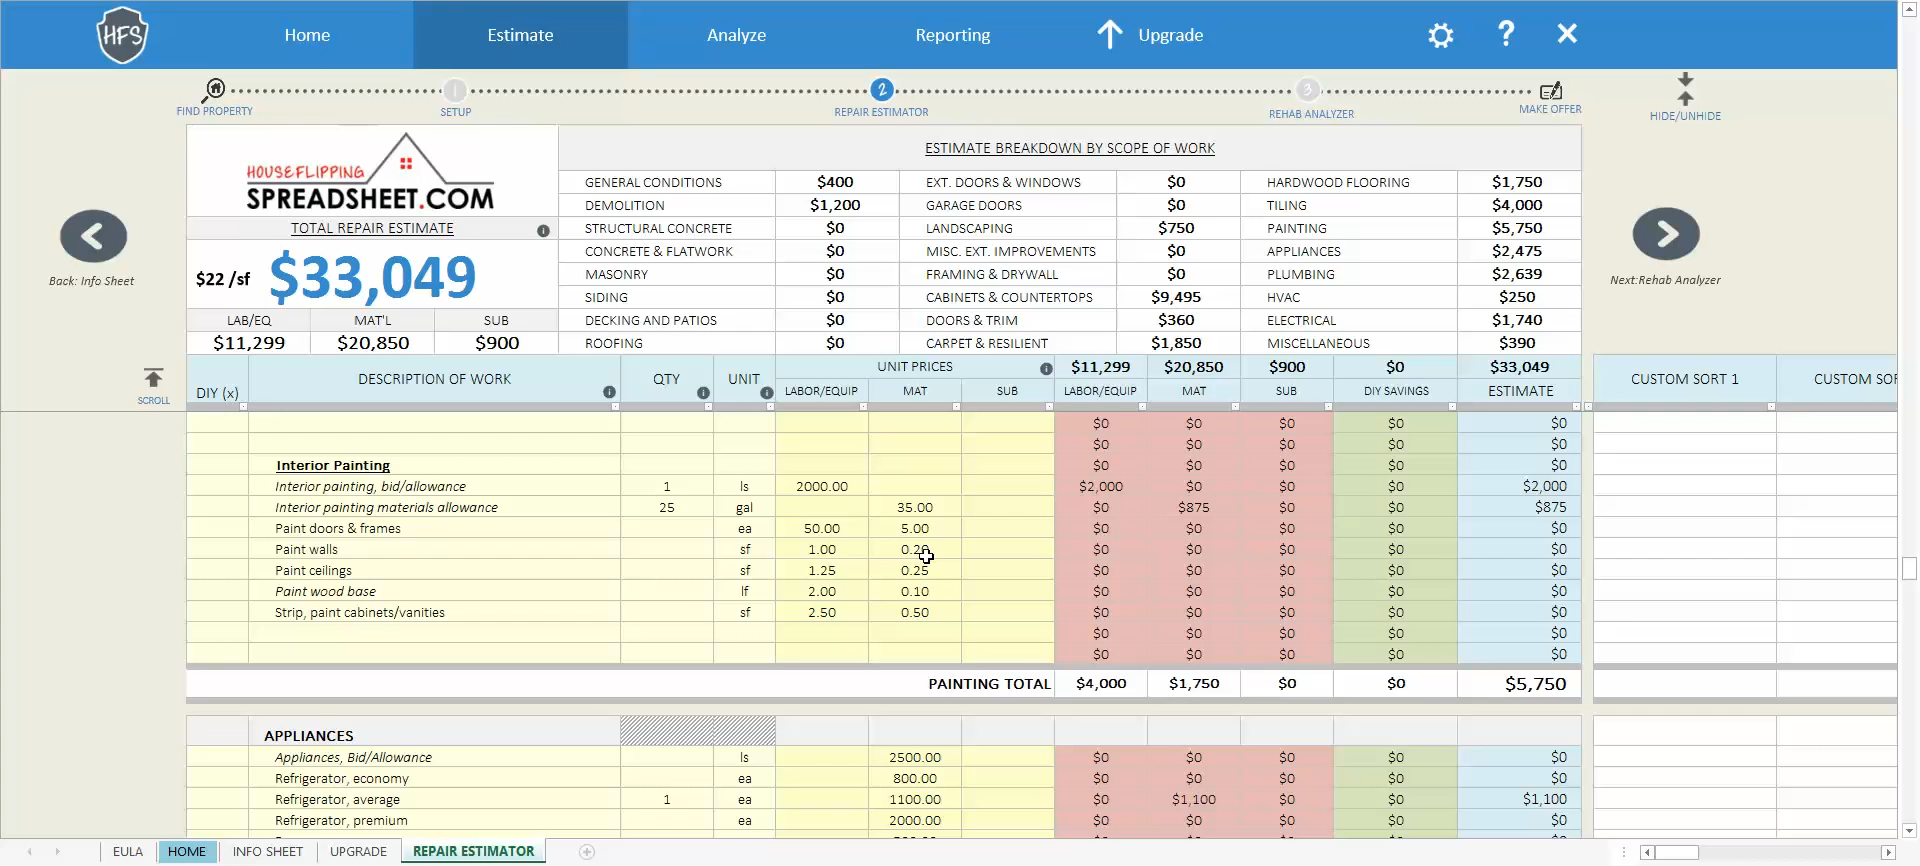 HFS Home Estimate Analyze Reporting Upgrade ?
FIND PROPERTY 1 SETUP 2 REPAIR ESTIMATOR 3 REHAB ANALYZER MAKE OFFER HIDE/UNHIDE
HOUSEFLIPPING
SPREADSHEET.COM
ESTIMATE BREAKDOWN BY SCOPE OF WORK
GENERAL CONDITIONS $400 EXT. DOORS & WINDOWS $0 HARDWOOD FLOORING $1,750
DEMOLITION $1,200 GARAGE DOORS $0 TILING $4,000
TOTAL REPAIR ESTIMATE i STRUCTURAL CONCRETE $0 LANDSCAPING $750 PAINTING $5,750
CONCRETE & FLATWORK $0 MISC. EXT. IMPROVEMENTS $0 APPLIANCES $2,475
$22 /sf $33,049 MASONRY $0 FRAMING & DRYWALL $0 PLUMBING $2,639
Back: Info Sheet Next:Rehab Analyzer
SIDING $0 CABINETS & COUNTERTOPS $9,495 HVAC $250
LAB/EQ MAT'L SUB DECKING AND PATIOS $0 DOORS & TRIM $360 ELECTRICAL $1,740
$11,299 $20,850 $900 ROOFING $0 CARPET & RESILIENT $1,850 MISCELLANEOUS $390
UNIT PRICES i $11,299 $20,850 $900 $0 $33,049
SCROLL DIY (x) DESCRIPTION OF WORK i QTY i UNIT i LABOR/EQUIP MAT SUB LABOR/EQUIP MAT SUB DIY SAVINGS ESTIMATE CUSTOM SORT 1 CUSTOM SOR
$0 $0 $0 $0 $0
$0 $0 $0 $0 $0
Interior Painting $0 $0 $0 $0 $0
Interior painting, bid/allowance 1 ls 2000.00 $2,000 $0 $0 $0 $2,000
Interior painting materials allowance 25 gal 35.00 $0 $875 $0 $0 $875
Paint doors & frames ea 50.00 5.00 $0 $0 $0 $0 $0
Paint walls sf 1.00 0.20 $0 $0 $0 $0 $0
Paint ceilings sf 1.25 0.25 $0 $0 $0 $0 $0
Paint wood base lf 2.00 0.10 $0 $0 $0 $0 $0
Strip, paint cabinets/vanities sf 2.50 0.50 $0 $0 $0 $0 $0
$0 $0 $0 $0 $0
$0 $0 $0 $0 $0
PAINTING TOTAL $4,000 $1,750 $0 $0 $5,750
APPLIANCES
Appliances, Bid/Allowance ls 2500.00 $0 $0 $0 $0 $0
Refrigerator, economy ea 800.00 $0 $0 $0 $0 $0
Refrigerator, average 1 ea 1100.00 $0 $1,100 $0 $0 $1,100
Refrigerator, premium ea 2000.00 $0 $0 $0 $0 $0
EULA HOME INFO SHEET UPGRADE REPAIR ESTIMATOR